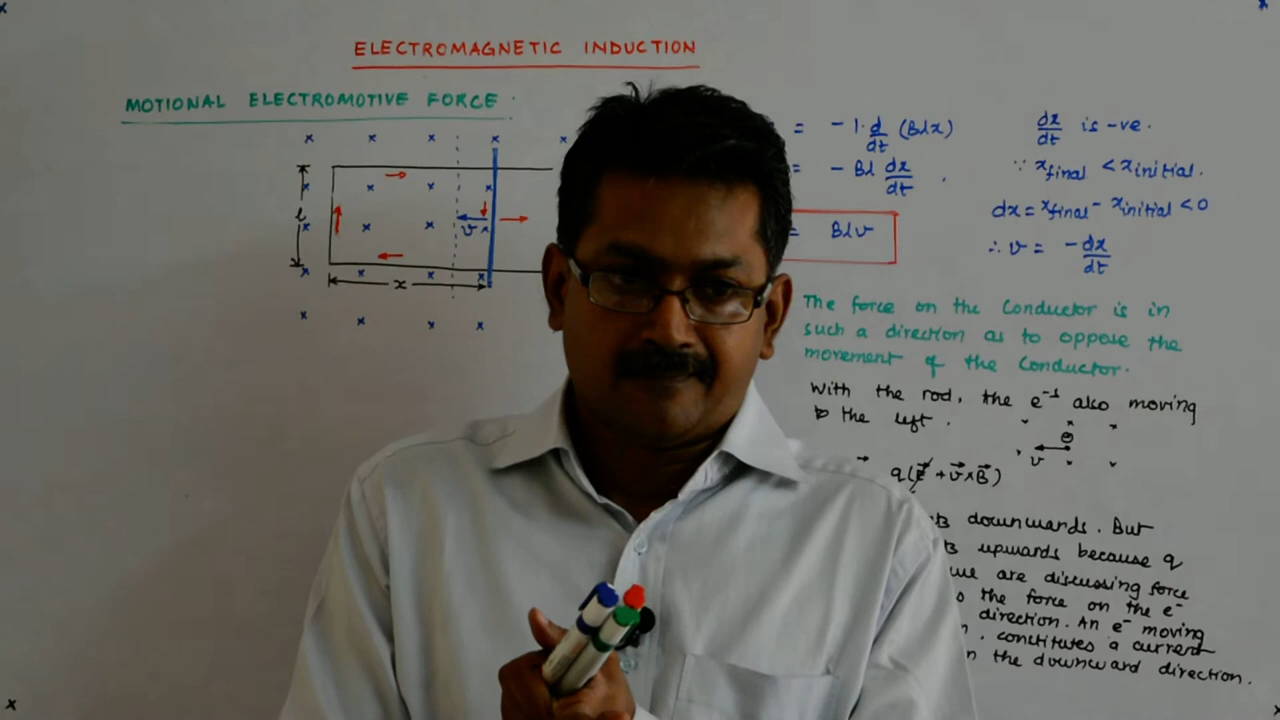 ELECTROMAGNETIC INDUCTION
MOTIONAL ELECTROMOTIVE FORCE.
l
v
x
= -1. d/dt (Blx)
= - Bl dx/dt .
= Blv
dx/dt is -ve.
∵ xfinal < xinitial.
dx = xfinal - xinitial < 0
∴ v = -dx/dt
The force on the Conductor is in
such a direction as to oppose the
movement of the Conductor.
With the rod, the e⁻¹ also moving
to the left.
v
q(E⃗ + v⃗ x B⃗)
downwards. But
upwards because q
are discussing force
the force on the e⁻
direction. An e⁻ moving
. constitutes a current
the downward direction.